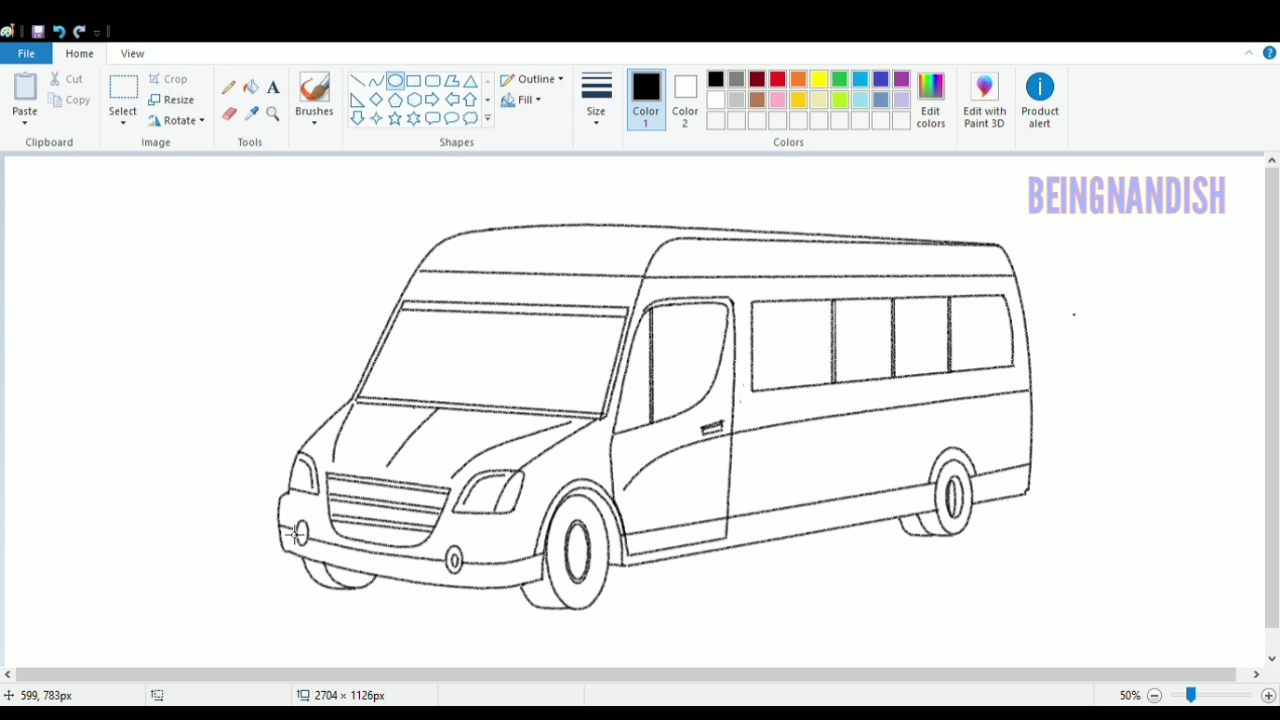 File
Home
View
Paste
Cut
Copy
Clipboard
Select
Crop
Resize
Rotate
Image
A
Tools
Brushes
Shapes
Outline
Fill
Size
Color
1
Color
2
Edit
colors
Colors
Edit with
Paint 3D
Product
alert
BEINGNANDISH
599, 783px
2704 × 1126px
50%